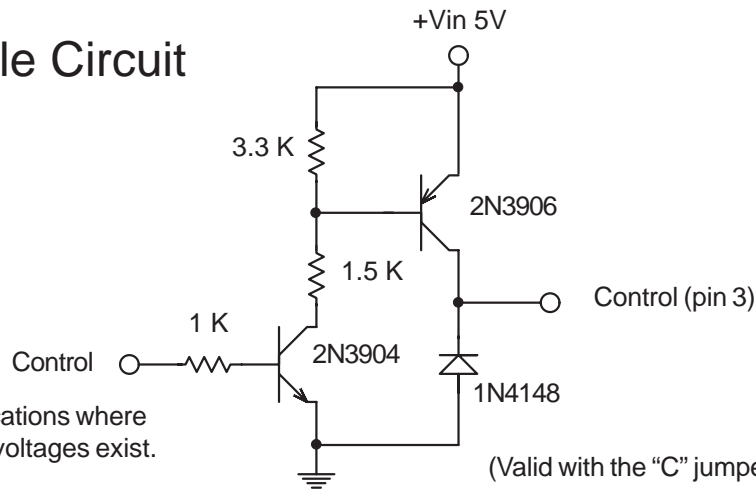 +Vin 5V
le Circuit
3.3 K
2N3906
1.5 K
Control (pin 3)
1 K
Control
2N3904
1N4148
cations where
voltages exist.
(Valid with the “C” jumpe